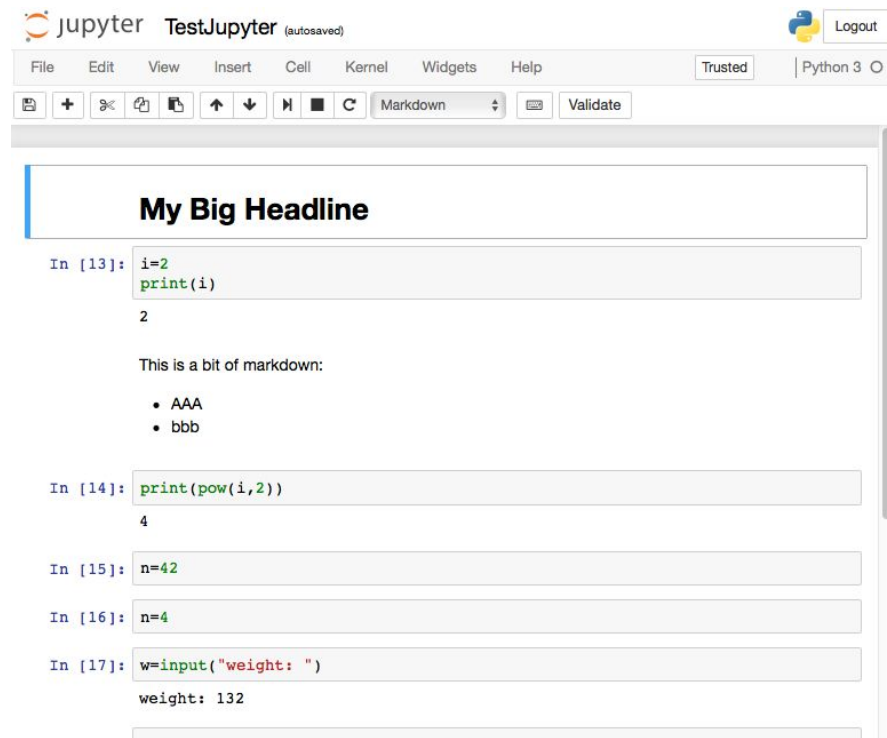 jupyter TestJupyter (autosaved) Logout
File Edit View Insert Cell Kernel Widgets Help Trusted Python 3
Markdown Validate
My Big Headline
In [13]: i=2
print(i)
2
This is a bit of markdown:
• AAA
• bbb
In [14]: print(pow(i,2))
4
In [15]: n=42
In [16]: n=4
In [17]: w=input("weight: ")
weight: 132